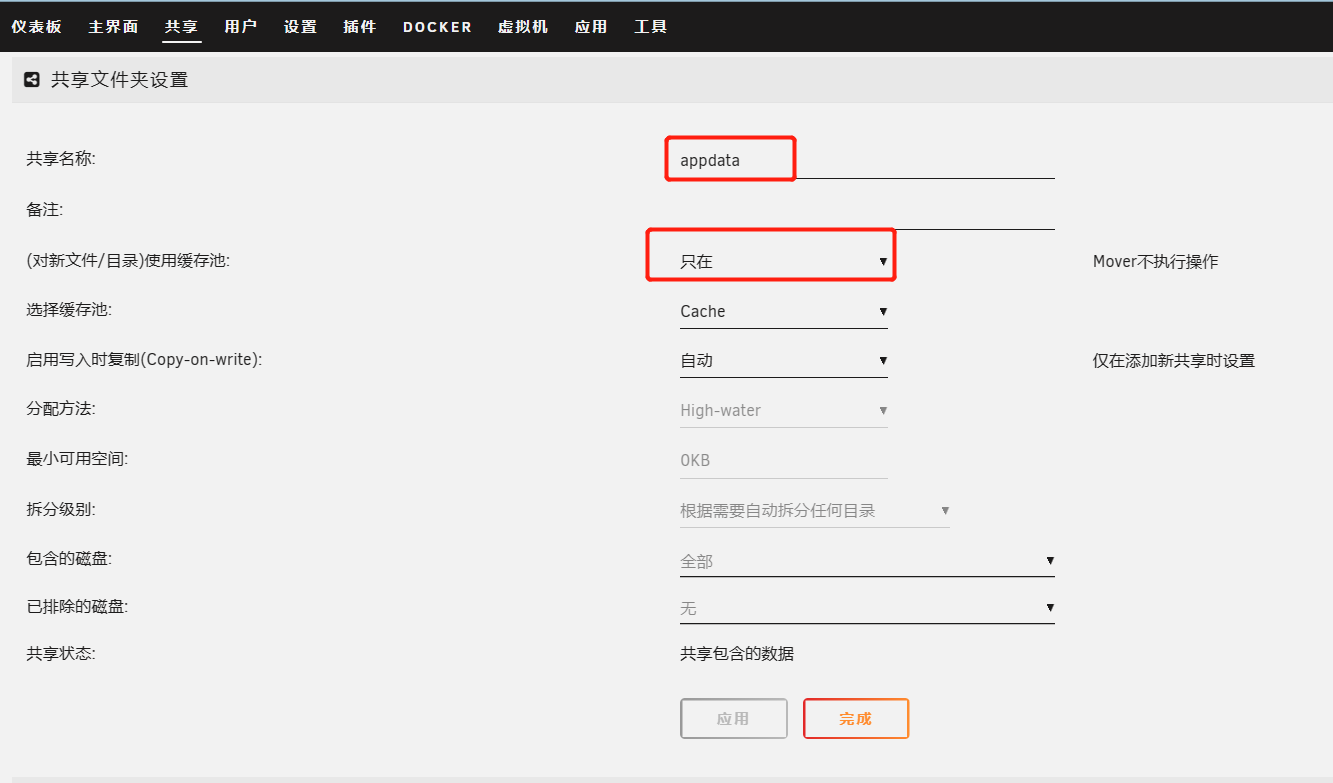 仪表板 主界面 共享 用户 设置 插件 DOCKER 虚拟机 应用 工具
共享文件夹设置
共享名称: appdata
备注:
(对新文件/目录)使用缓存池: 只在 Mover不执行操作
选择缓存池: Cache
启用写入时复制(Copy-on-write): 自动 仅在添加新共享时设置
分配方法: High-water
最小可用空间: 0KB
拆分级别: 根据需要自动拆分任何目录
包含的磁盘: 全部
已排除的磁盘: 无
共享状态: 共享包含的数据
应用 完成